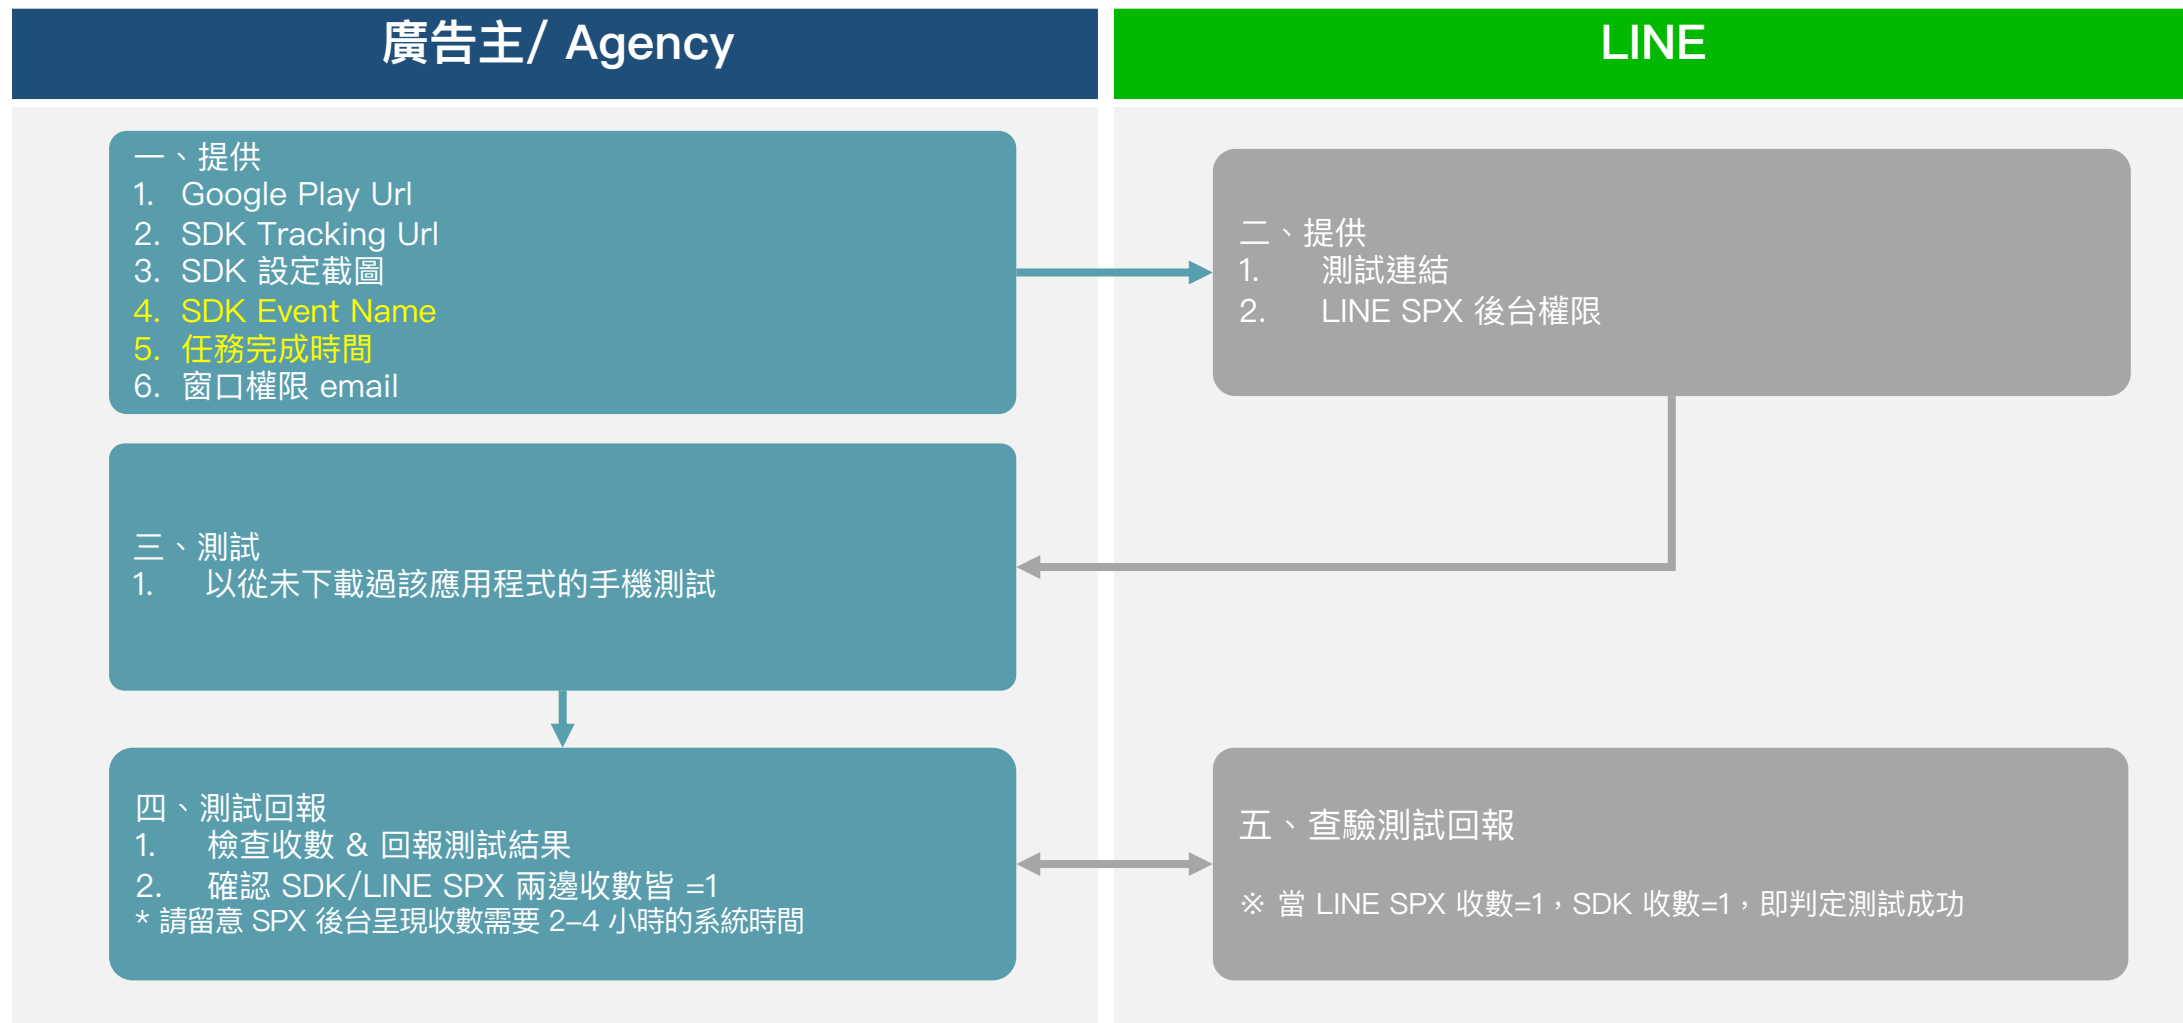 廣告主/ Agency
LINE
一、提供
1. Google Play Url
2. SDK Tracking Url
3. SDK 設定截圖
4. SDK Event Name
5. 任務完成時間
6. 窗口權限 email
二、提供
1. 測試連結
2. LINE SPX 後台權限
三、測試
1. 以從未下載過該應用程式的手機測試
四、測試回報
1. 檢查收數 & 回報測試結果
2. 確認 SDK/LINE SPX 兩邊收數皆 =1
* 請留意 SPX 後台呈現收數需要 2-4 小時的系統時間
五、查驗測試回報
※ 當 LINE SPX 收數=1，SDK 收數=1，即判定測試成功